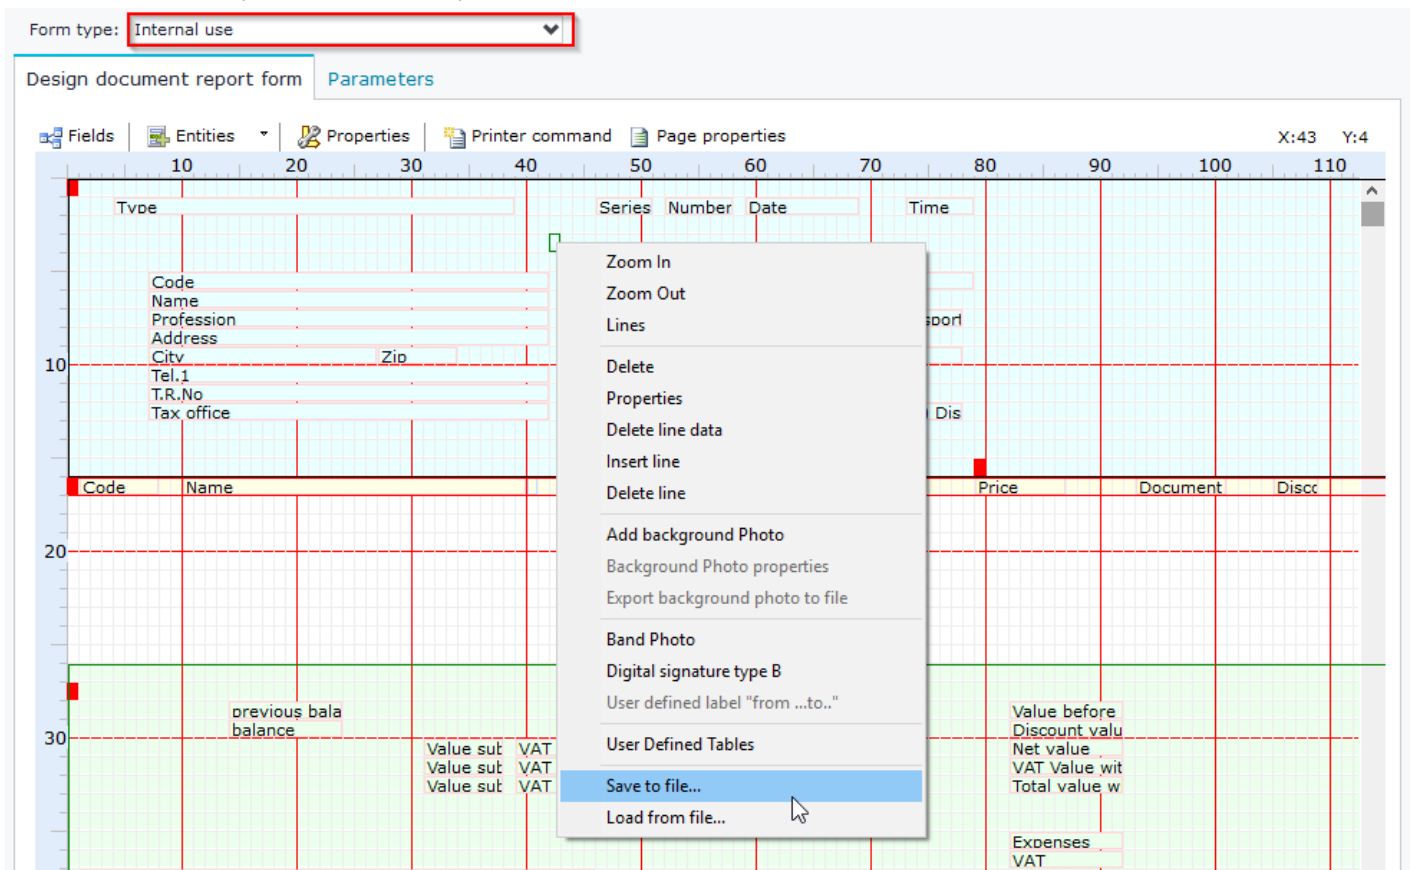 Form type: Internal use
Design document report form Parameters
Fields Entities Properties Printer command Page properties X:43 Y:4
10 20 30 40 50 60 70 80 90 100 110
Type Series Number Date Time
Zoom In
Code
Zoom Out
Name
Profession
Lines
Address
City Zip
10
Delete
Tel.1
T.R.No
Properties
Tax office Dis
Delete line data
Insert line
Code Name Price Document Disc
Delete line
Add background Photo
20
Background Photo properties
Export background photo to file
Band Photo
Digital signature type B
User defined label "from ...to.."
previous bala Value before
balance Discount valu
30
User Defined Tables
Value sub VAT Net value
Value sub VAT VAT Value wit
Value sub VAT Total value w
Save to file...
Load from file...
Expenses
VAT